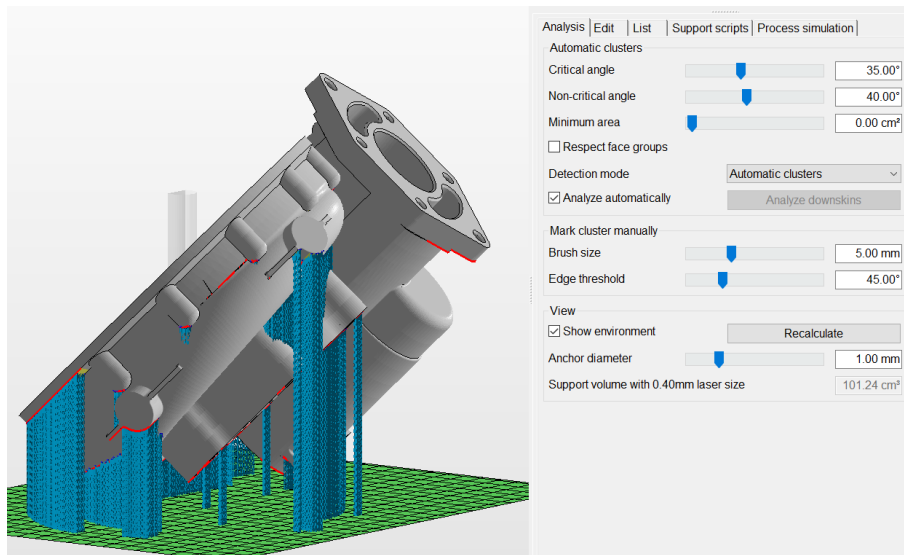 Analysis Edit List Support scripts Process simulation
Automatic clusters
Critical angle 35.00°
Non-critical angle 40.00°
Minimum area 0.00 cm²
Respect face groups
Detection mode Automatic clusters
Analyze automatically Analyze downskins
Mark cluster manually
Brush size 5.00 mm
Edge threshold 45.00°
View
Show environment Recalculate
Anchor diameter 1.00 mm
Support volume with 0.40mm laser size 101.24 cm³